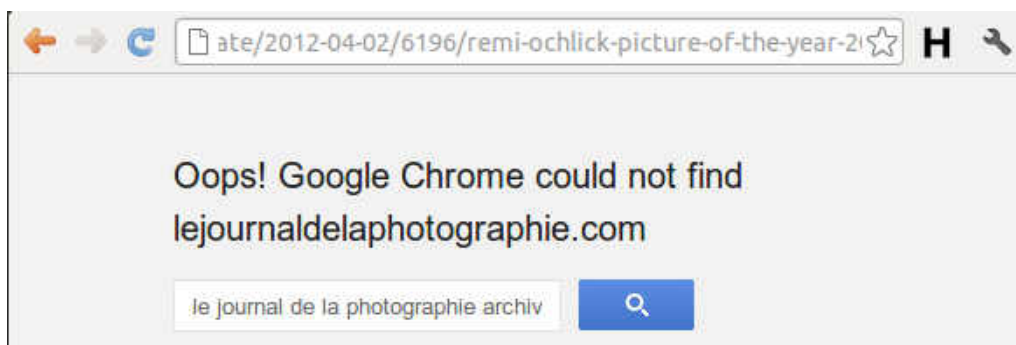 ate/2012-04-02/6196/remi-ochlick-picture-of-the-year-2 H
Oops! Google Chrome could not find
lejournaldelaphotographie.com
le journal de la photographie archiv